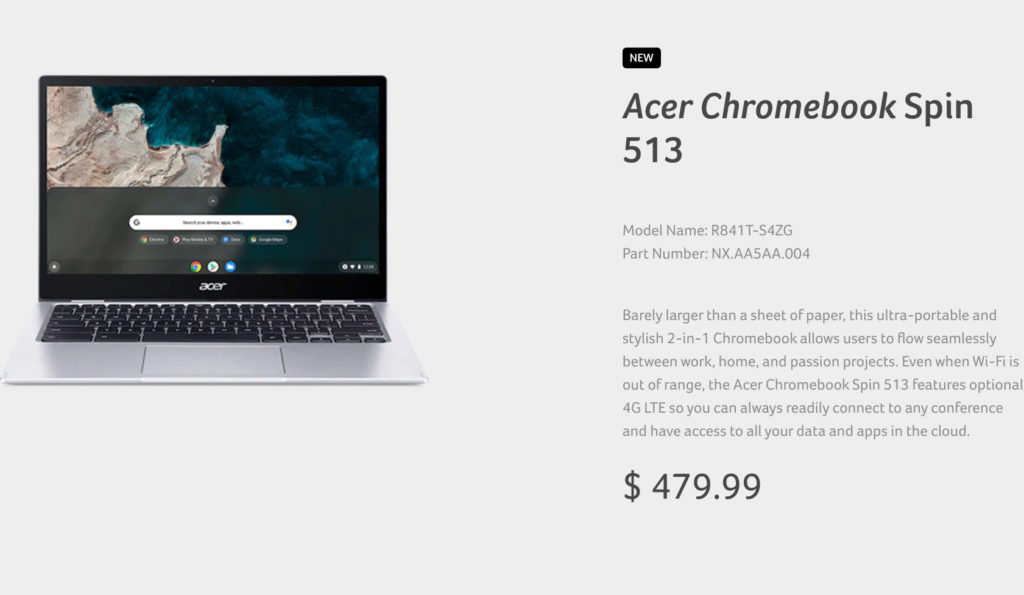 NEW
Acer Chromebook Spin
513
Model Name: R841T-S4ZG
Part Number: NX.AA5AA.004
Barely larger than a sheet of paper, this ultra-portable and
stylish 2-in-1 Chromebook allows users to flow seamlessly
between work, home, and passion projects. Even when Wi-Fi is
out of range, the Acer Chromebook Spin 513 features optional
4G LTE so you can always readily connect to any conference
and have access to all your data and apps in the cloud.
$ 479.99
Search your device, apps, web...
Chrome Play Movies & TV Docs Google Maps
12:30
acer